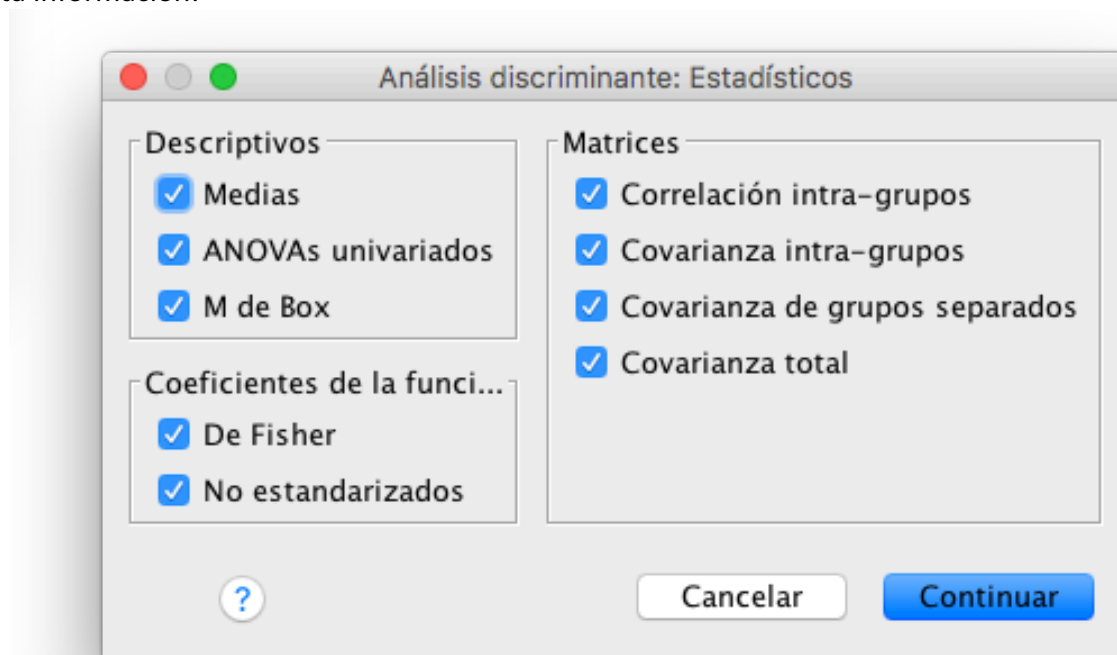 información.
Análisis discriminante: Estadísticos
Descriptivos
Medias
ANOVAs univariados
M de Box
Coeficientes de la funci...
De Fisher
No estandarizados
Matrices
Correlación intra-grupos
Covarianza intra-grupos
Covarianza de grupos separados
Covarianza total
?
Cancelar
Continuar